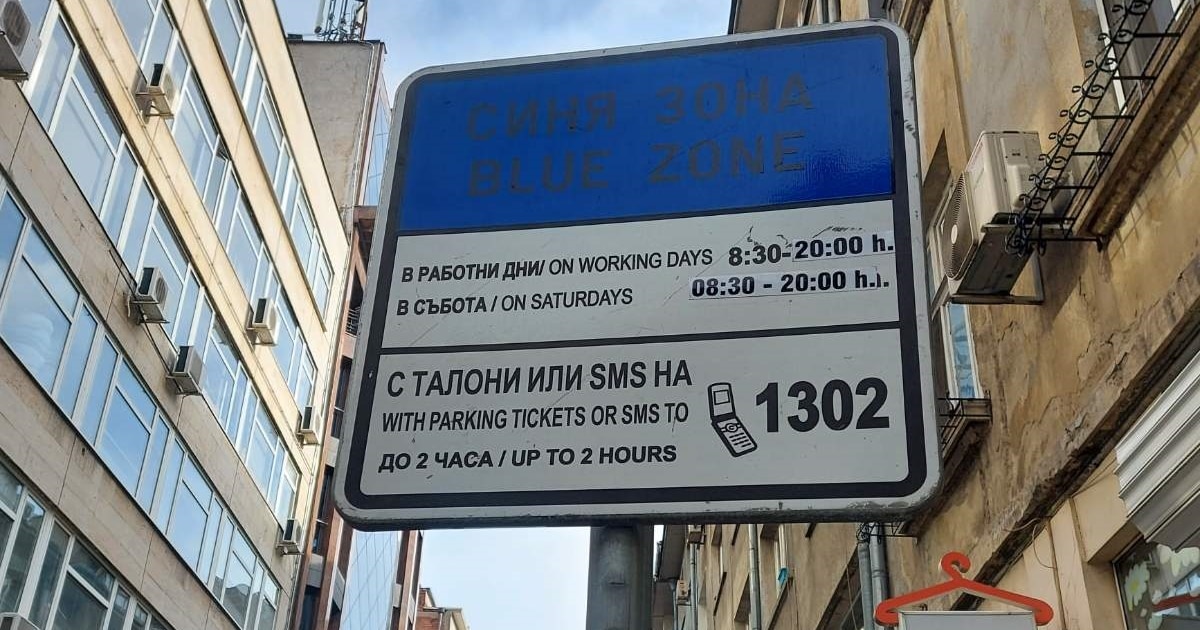 СИНЯ ЗОНА
BLUE ZONE
В РАБОТНИ ДНИ/ ON WORKING DAYS 8:30-20:00 h.
В СЪБОТА / ON SATURDAYS 08:30 - 20:00 h.
С ТАЛОНИ ИЛИ SMS НА
WITH PARKING TICKETS OR SMS TO 1302
ДО 2 ЧАСА / UP TO 2 HOURS